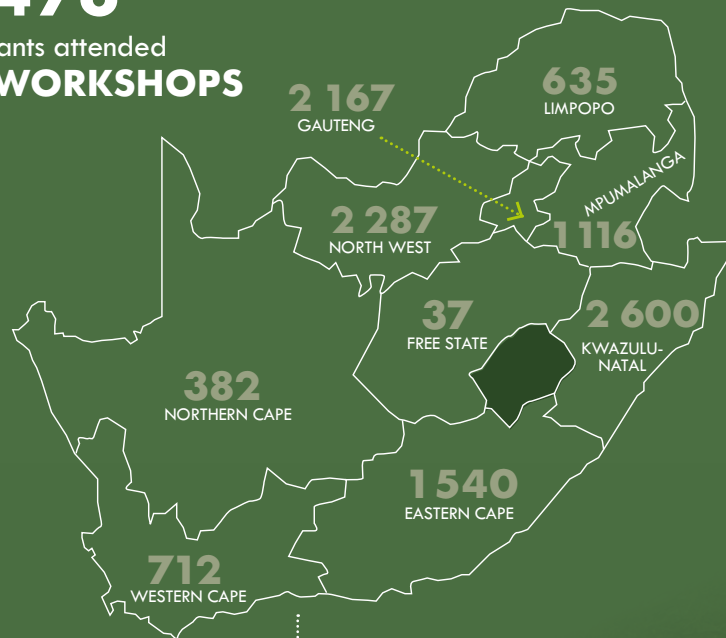 ants attended
WORKSHOPS
2 167
GAUTENG
635
LIMPOPO
MPUMALANGA
1 116
2 287
NORTH WEST
37
FREE STATE
2 600
KWAZULU-
NATAL
382
NORTHERN CAPE
1 540
EASTERN CAPE
712
WESTERN CAPE